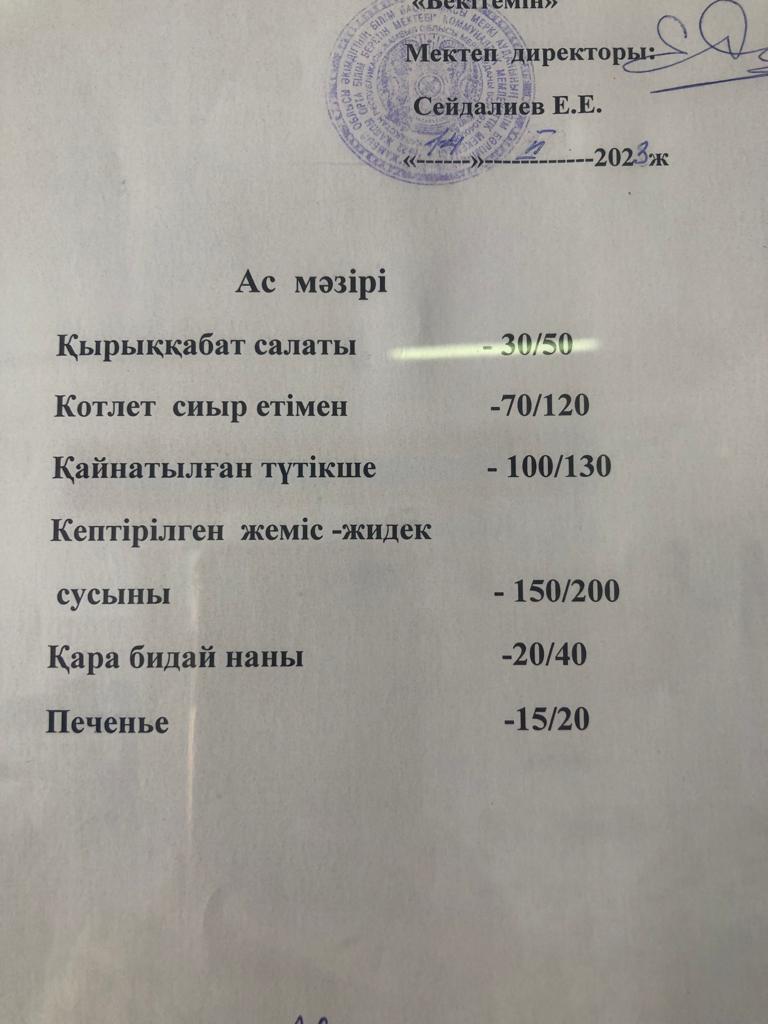 «Бекітемін»
Мектеп директоры:
Сейдалиев Е.Е.
«------»------------2023ж
Ас мәзірі
Қырыққабат салаты - 30/50
Котлет сиыр етімен -70/120
Қайнатылған түтікше - 100/130
Кептірілген жеміс -жидек
сусыны - 150/200
Қара бидай наны -20/40
Печенье -15/20